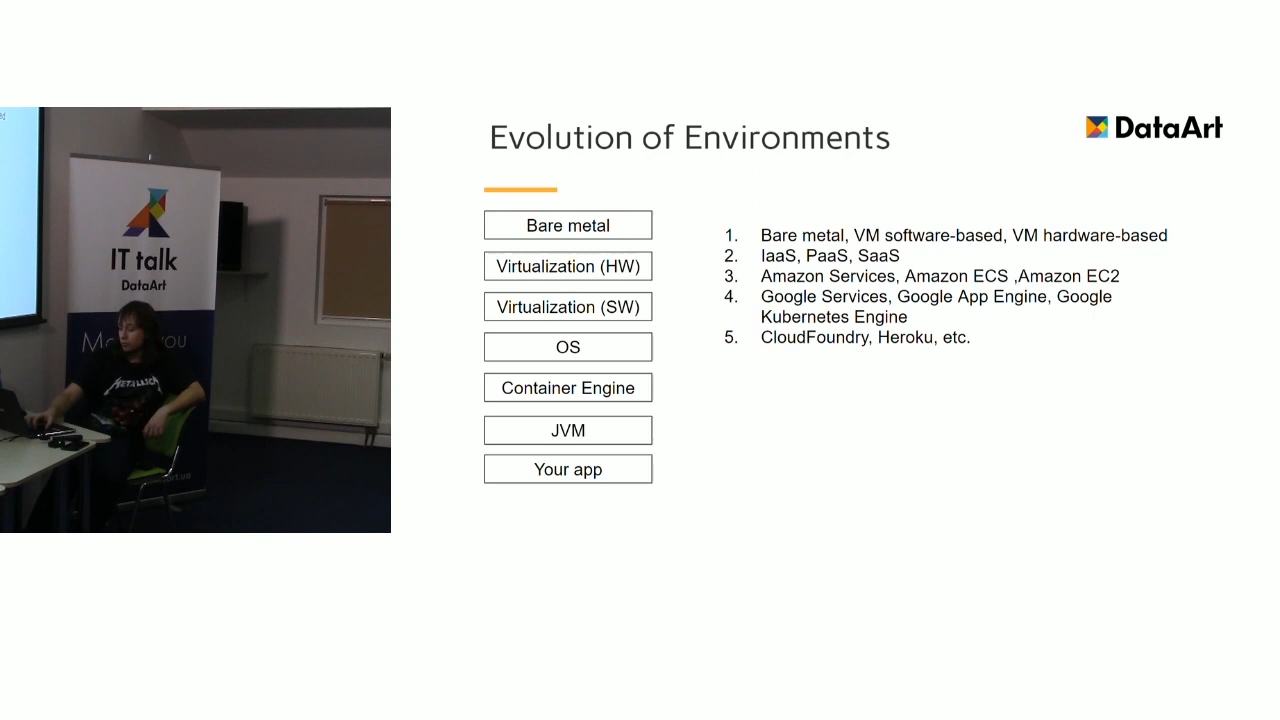 IT talk
DataArt
METALLICA
Evolution of Environments
DataArt
Bare metal
Virtualization (HW)
Virtualization (SW)
OS
Container Engine
JVM
Your app
1. Bare metal, VM software-based, VM hardware-based
2. IaaS, PaaS, SaaS
3. Amazon Services, Amazon ECS ,Amazon EC2
4. Google Services, Google App Engine, Google
Kubernetes Engine
5. CloudFoundry, Heroku, etc.